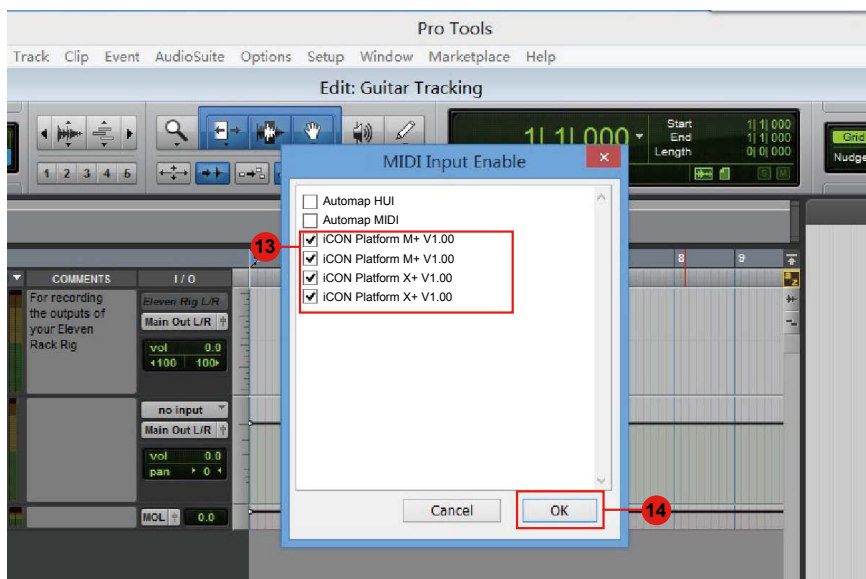 Pro Tools
Track Clip Event AudioSuite Options Setup Window Marketplace Help
Edit: Guitar Tracking
1| 1| 000
Start 1| 1| 000
End 1| 1| 000
Length 0| 0| 000
Grid
Nudge
1 2 3 4 5
S M
MIDI Input Enable
Automap HUI
Automap MIDI
13
iCON Platform M+ V1.00
iCON Platform M+ V1.00
iCON Platform X+ V1.00
iCON Platform X+ V1.00
8 9
a z
COMMENTS I / O
For recording
the outputs of
your Eleven
Rack Rig
Eleven Rig L/R
Main Out L/R
vol 0.0
100 100
no input
Main Out L/R
vol 0.0
pan 0
MOL 0.0
Cancel OK
14